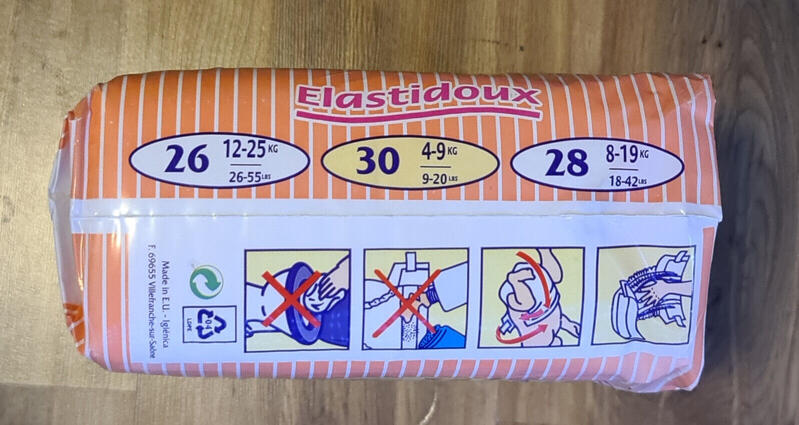 Elastidoux
26 12-25 KG
26-55 LBS
30 4-9 KG
9-20 LBS
28 8-19 KG
18-42 LBS
Made in E.U. - Igiénica
F. 69655 Villefranche-sur-Saône
04
LDPE